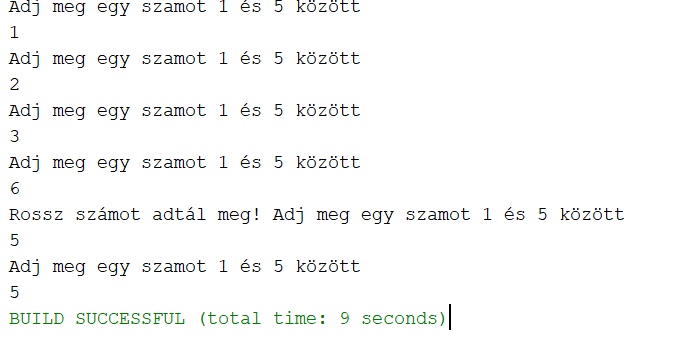 Adj meg egy szamot 1 és 5 között
1
Adj meg egy szamot 1 és 5 között
2
Adj meg egy szamot 1 és 5 között
3
Adj meg egy szamot 1 és 5 között
6
Rossz számot adtál meg! Adj meg egy szamot 1 és 5 között
5
Adj meg egy szamot 1 és 5 között
5
BUILD SUCCESSFUL (total time: 9 seconds)